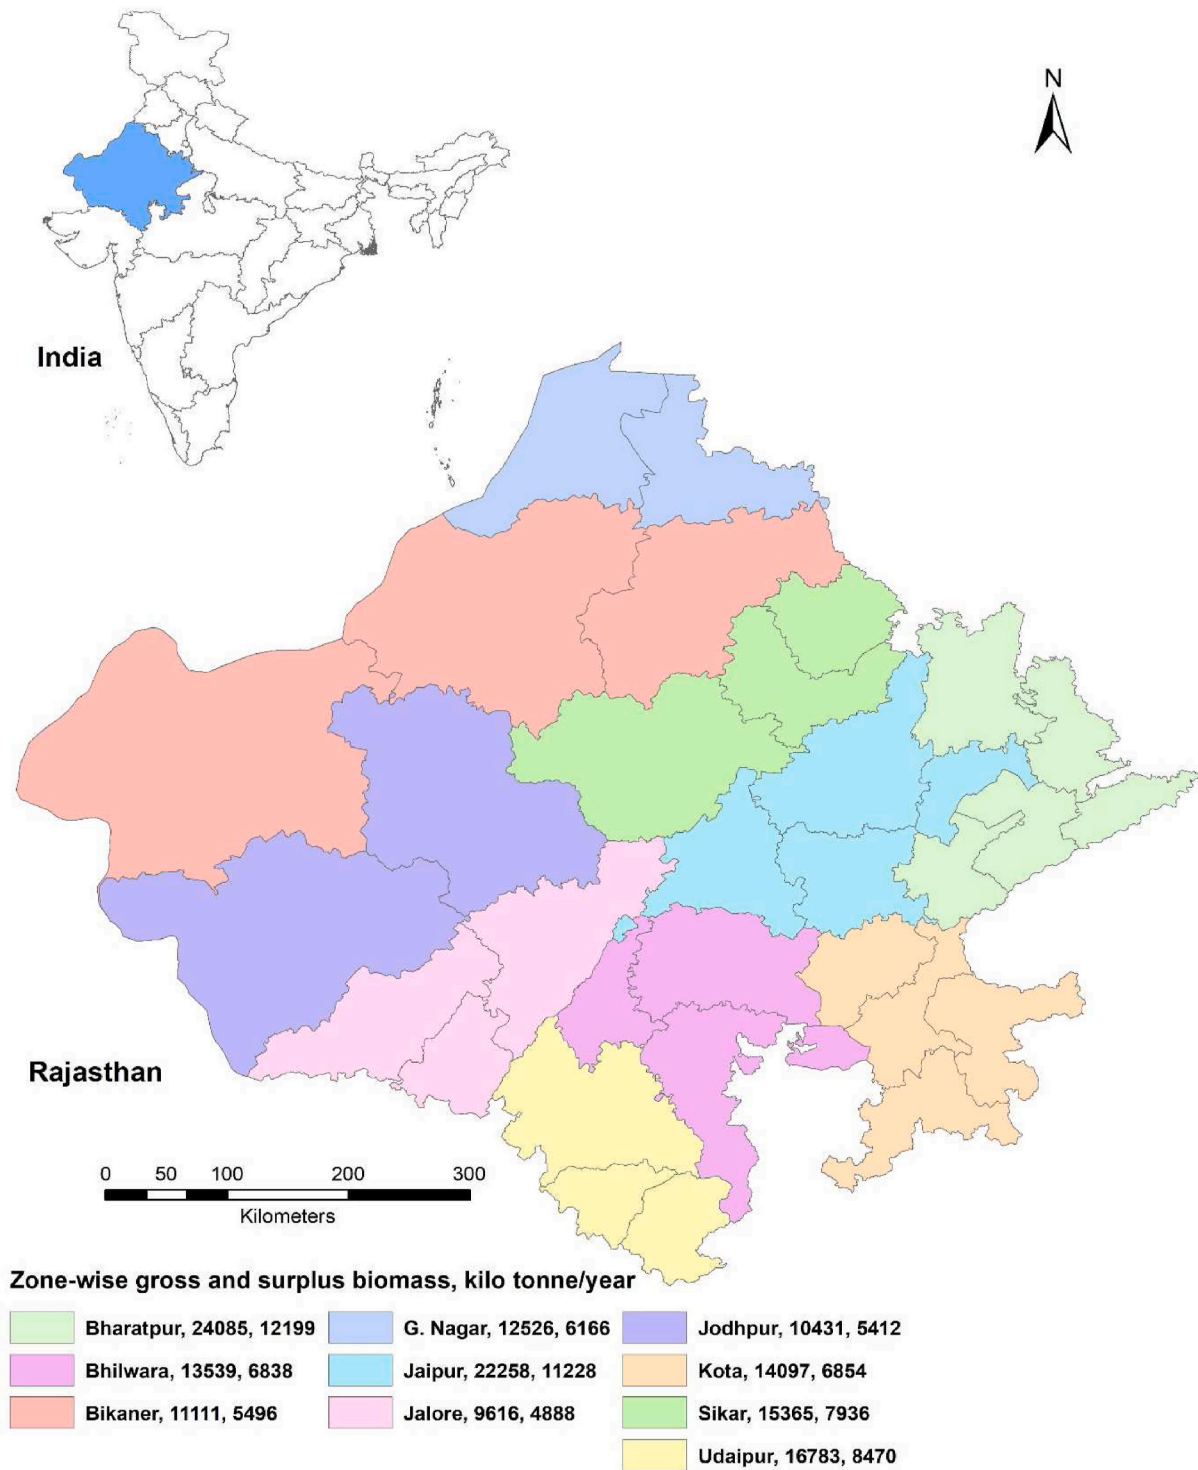 N
India
Rajasthan
0 50 100 200 300
Kilometers
Zone-wise gross and surplus biomass, kilo tonne/year
Bharatpur, 24085, 12199
G. Nagar, 12526, 6166
Jodhpur, 10431, 5412
Bhilwara, 13539, 6838
Jaipur, 22258, 11228
Kota, 14097, 6854
Bikaner, 11111, 5496
Jalore, 9616, 4888
Sikar, 15365, 7936
Udaipur, 16783, 8470